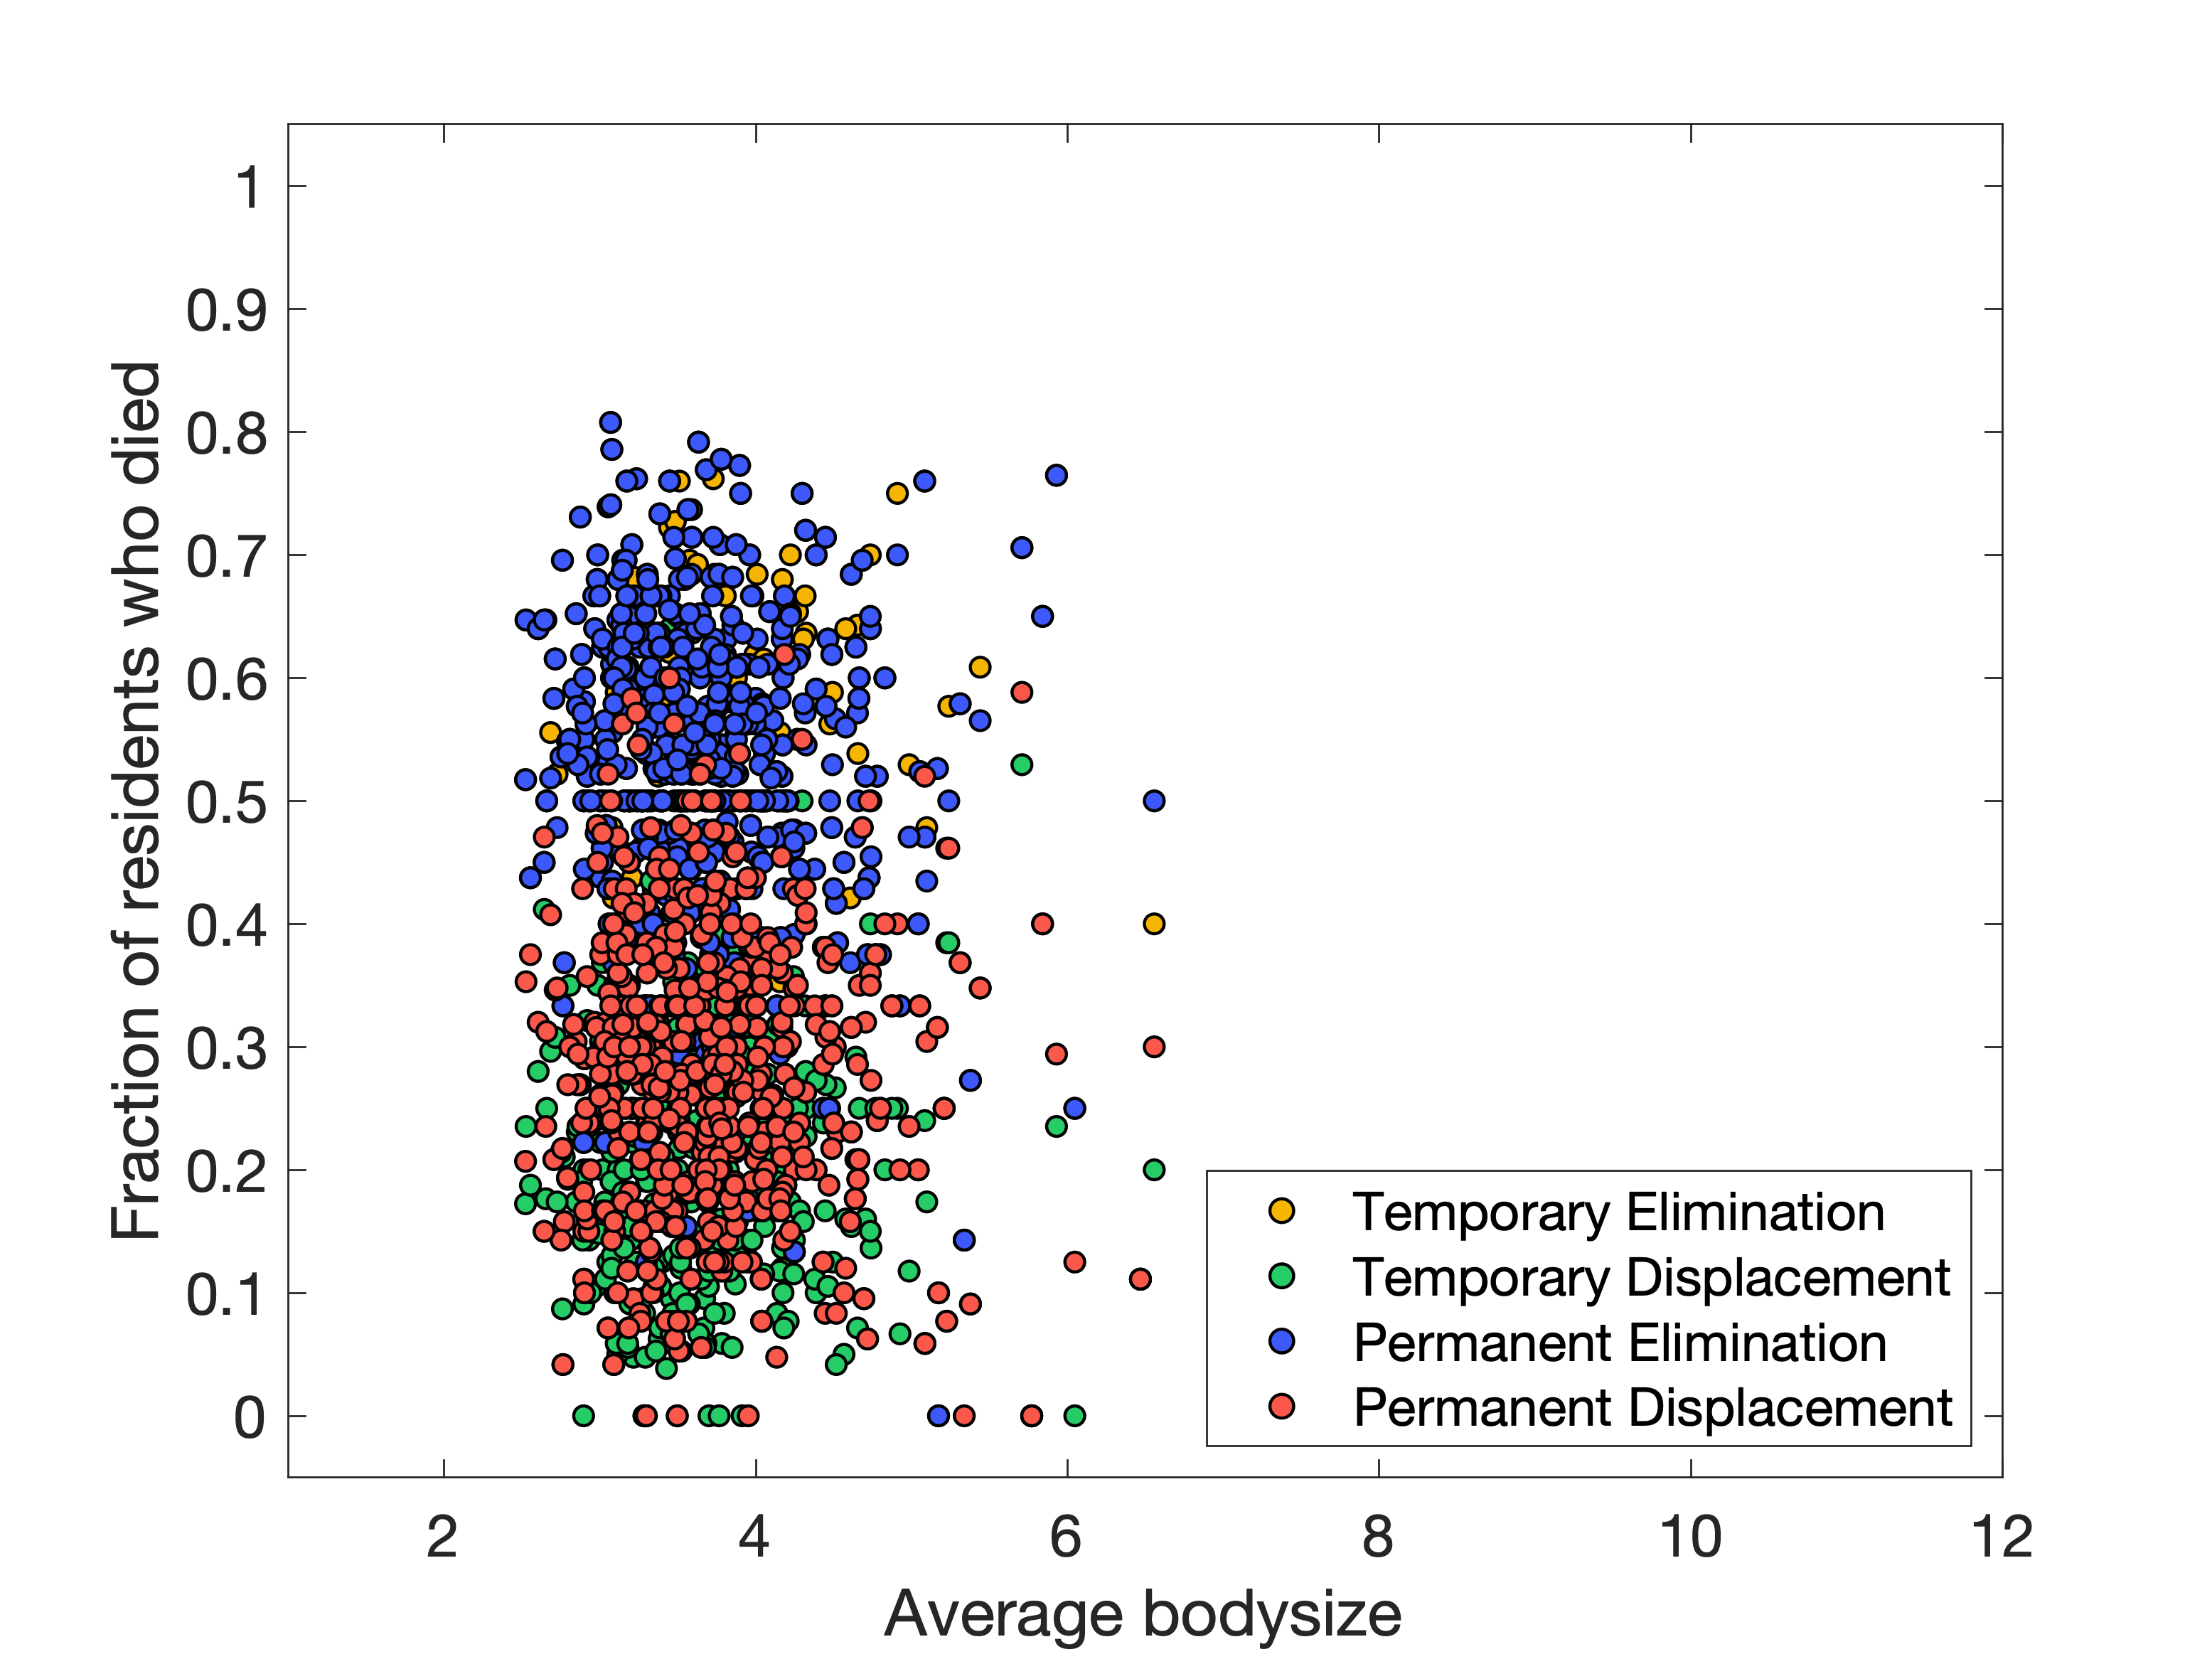 1
0.9
0.8
0.7
0.6
0.5
0.4
0.3
0.2
0.1
0
Fraction of residents who died
Temporary Elimination
Temporary Displacement
Permanent Elimination
Permanent Displacement
2 4 6 8 10 12
Average bodysize